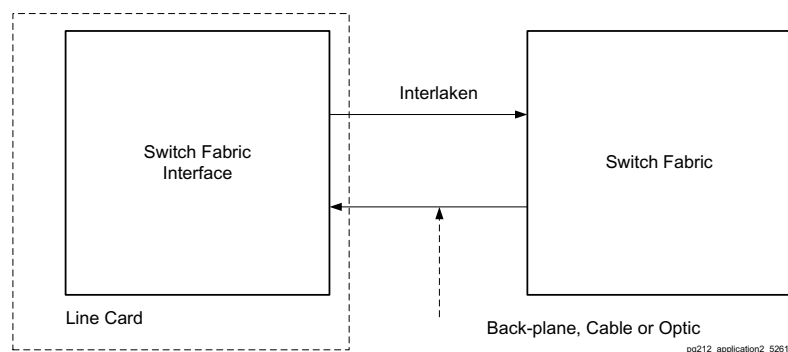 Interlaken
Switch Fabric
Interface
Switch Fabric
Line Card
Back-plane, Cable or Optic
pg212_application2_5261